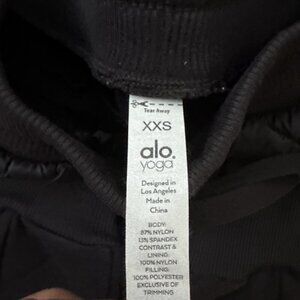 Tear Away
XXS
alo.
yoga
Designed in
Los Angeles
Made in
China
BODY:
87% NYLON
13% SPANDEX
CONTRAST &
LINING:
100% NYLON
FILLING:
100% POLYESTER
EXCLUSIVE OF
TRIMMING